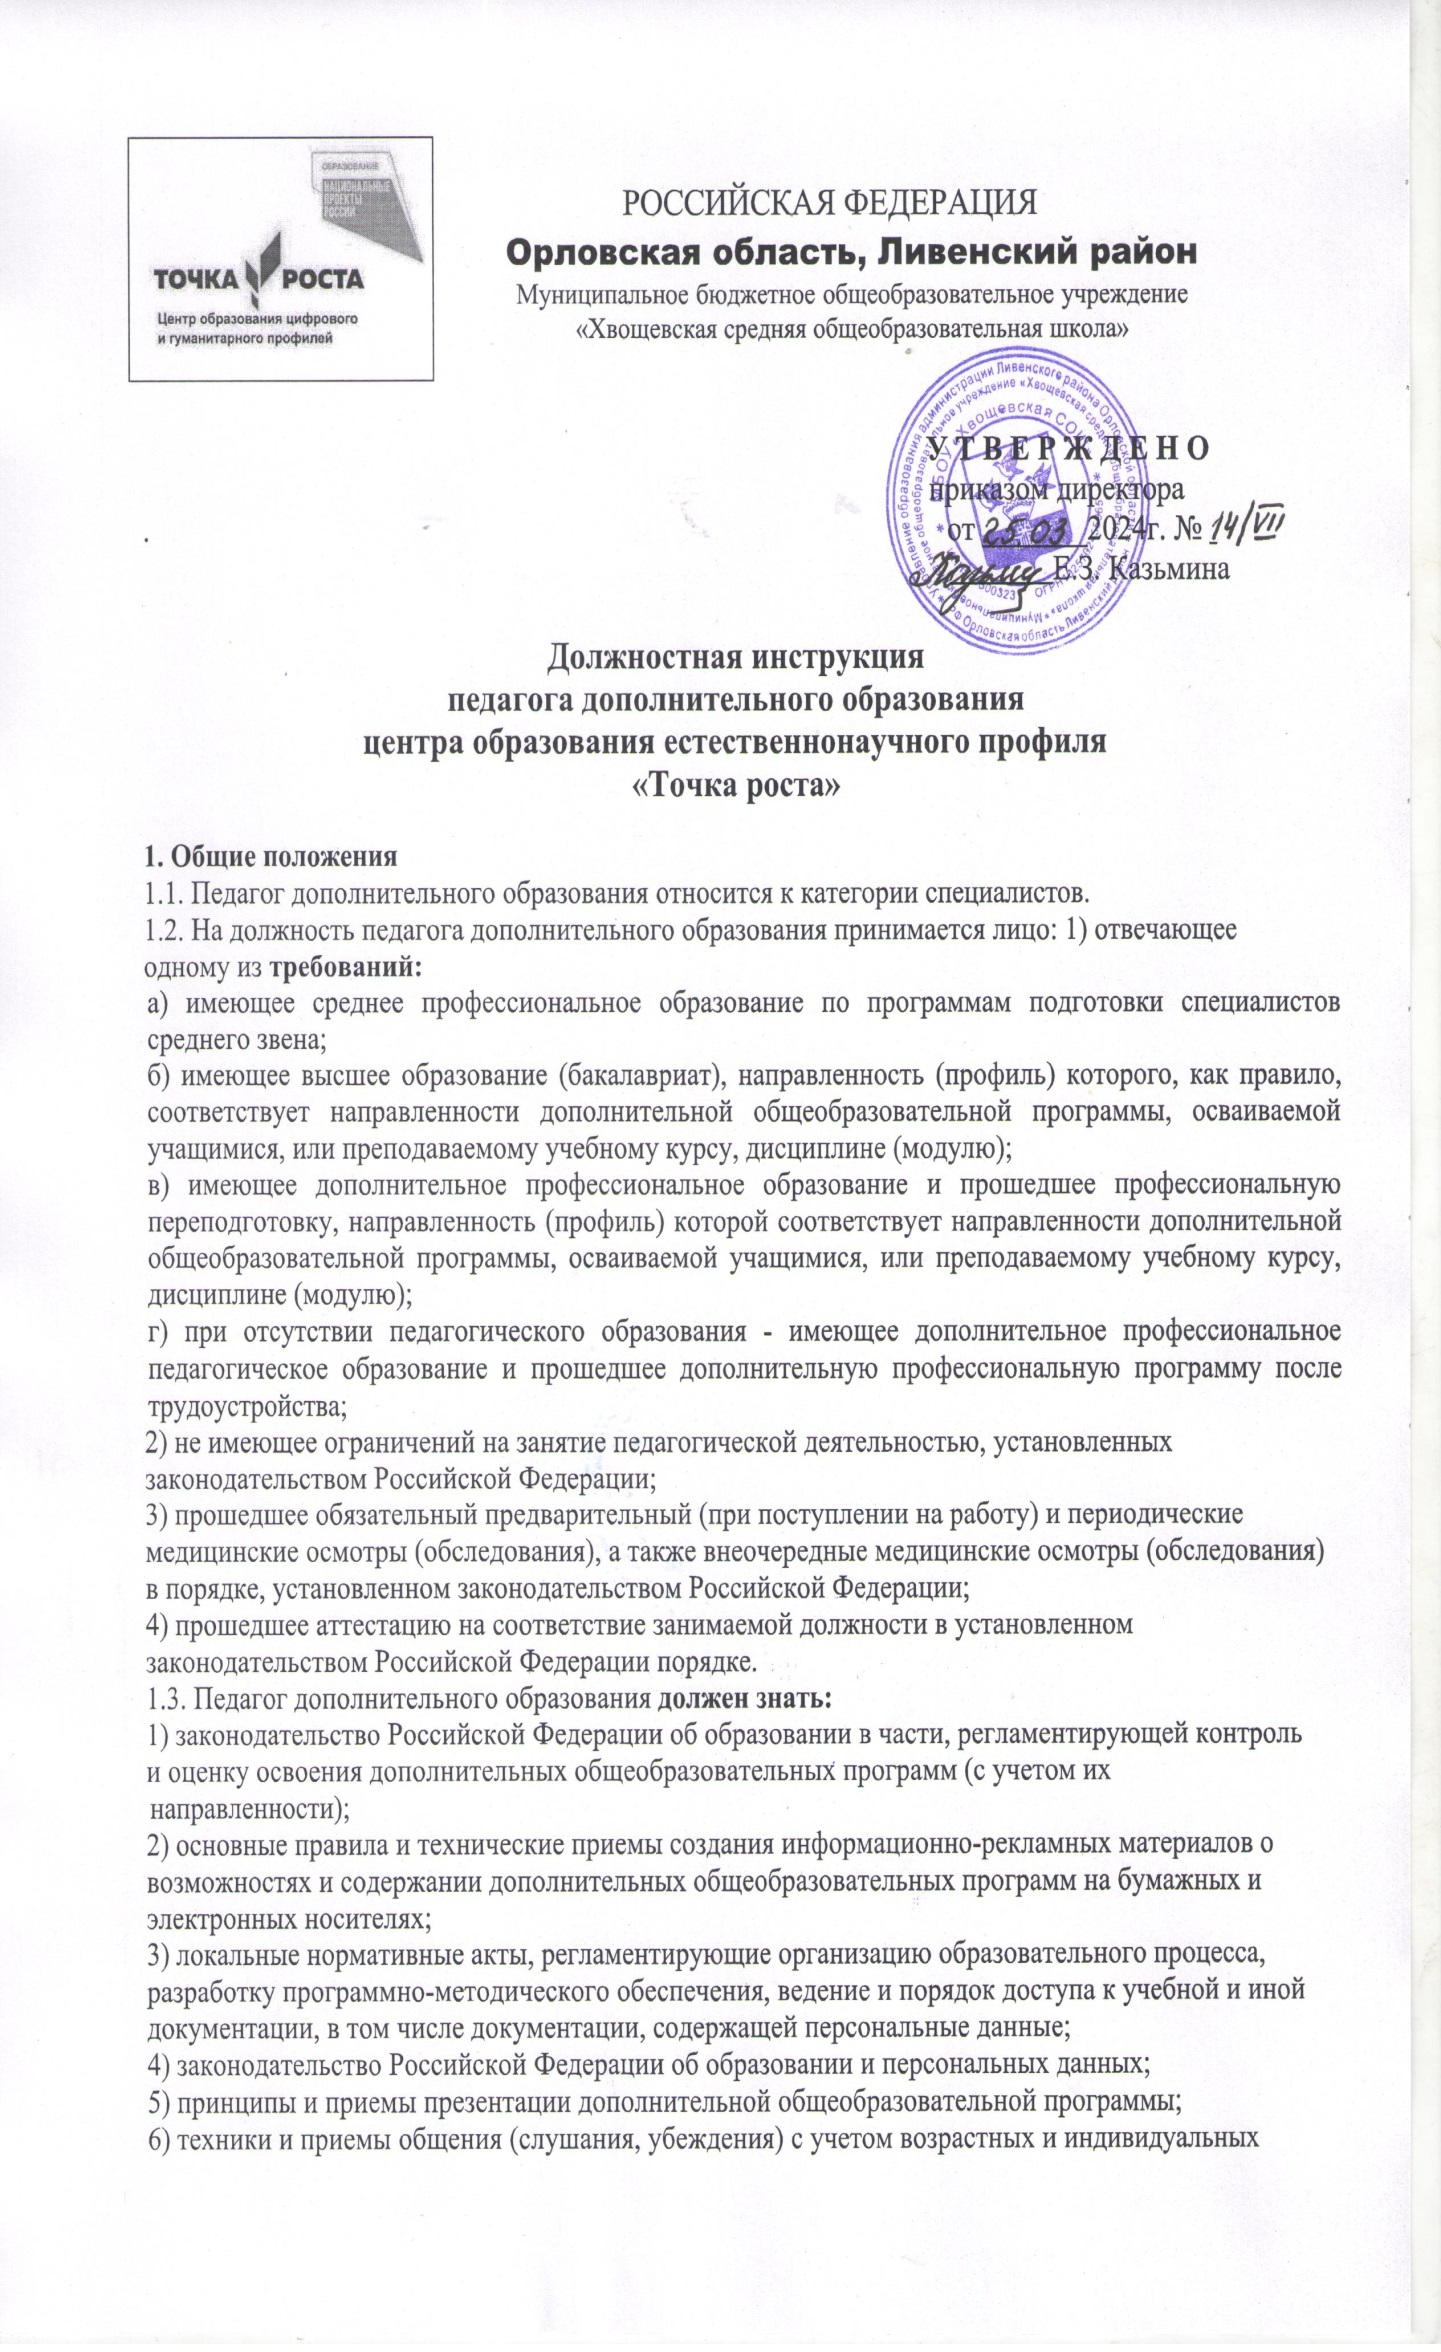 ОБРАЗОВАНИЕ
НАЦИОНАЛЬНЫЕ
ПРОЕКТЫ
РОССИИ
ТОЧКА РОСТА
Центр образования цифрового
и гуманитарного профилей
РОССИЙСКАЯ ФЕДЕРАЦИЯ
Орловская область, Ливенский район
Муниципальное бюджетное общеобразовательное учреждение
«Хвощевская средняя общеобразовательная школа»
У Т В Е Р Ж Д Е Н О
приказом директора
от 25.03 2024г. № 14/VII
Е.З. Казьмина
Должностная инструкция
педагога дополнительного образования
центра образования естественнонаучного профиля
«Точка роста»
1. Общие положения
1.1. Педагог дополнительного образования относится к категории специалистов.
1.2. На должность педагога дополнительного образования принимается лицо: 1) отвечающее
одному из требований:
а) имеющее среднее профессиональное образование по программам подготовки специалистов
среднего звена;
б) имеющее высшее образование (бакалавриат), направленность (профиль) которого, как правило,
соответствует направленности дополнительной общеобразовательной программы, осваиваемой
учащимися, или преподаваемому учебному курсу, дисциплине (модулю);
в) имеющее дополнительное профессиональное образование и прошедшее профессиональную
переподготовку, направленность (профиль) которой соответствует направленности дополнительной
общеобразовательной программы, осваиваемой учащимися, или преподаваемому учебному курсу,
дисциплине (модулю);
г) при отсутствии педагогического образования - имеющее дополнительное профессиональное
педагогическое образование и прошедшее дополнительную профессиональную программу после
трудоустройства;
2) не имеющее ограничений на занятие педагогической деятельностью, установленных
законодательством Российской Федерации;
3) прошедшее обязательный предварительный (при поступлении на работу) и периодические
медицинские осмотры (обследования), а также внеочередные медицинские осмотры (обследования)
в порядке, установленном законодательством Российской Федерации;
4) прошедшее аттестацию на соответствие занимаемой должности в установленном
законодательством Российской Федерации порядке.
1.3. Педагог дополнительного образования должен знать:
1) законодательство Российской Федерации об образовании в части, регламентирующей контроль
и оценку освоения дополнительных общеобразовательных программ (с учетом их
направленности);
2) основные правила и технические приемы создания информационно-рекламных материалов о
возможностях и содержании дополнительных общеобразовательных программ на бумажных и
электронных носителях;
3) локальные нормативные акты, регламентирующие организацию образовательного процесса,
разработку программно-методического обеспечения, ведение и порядок доступа к учебной и иной
документации, в том числе документации, содержащей персональные данные;
4) законодательство Российской Федерации об образовании и персональных данных;
5) принципы и приемы презентации дополнительной общеобразовательной программы;
6) техники и приемы общения (слушания, убеждения) с учетом возрастных и индивидуальных